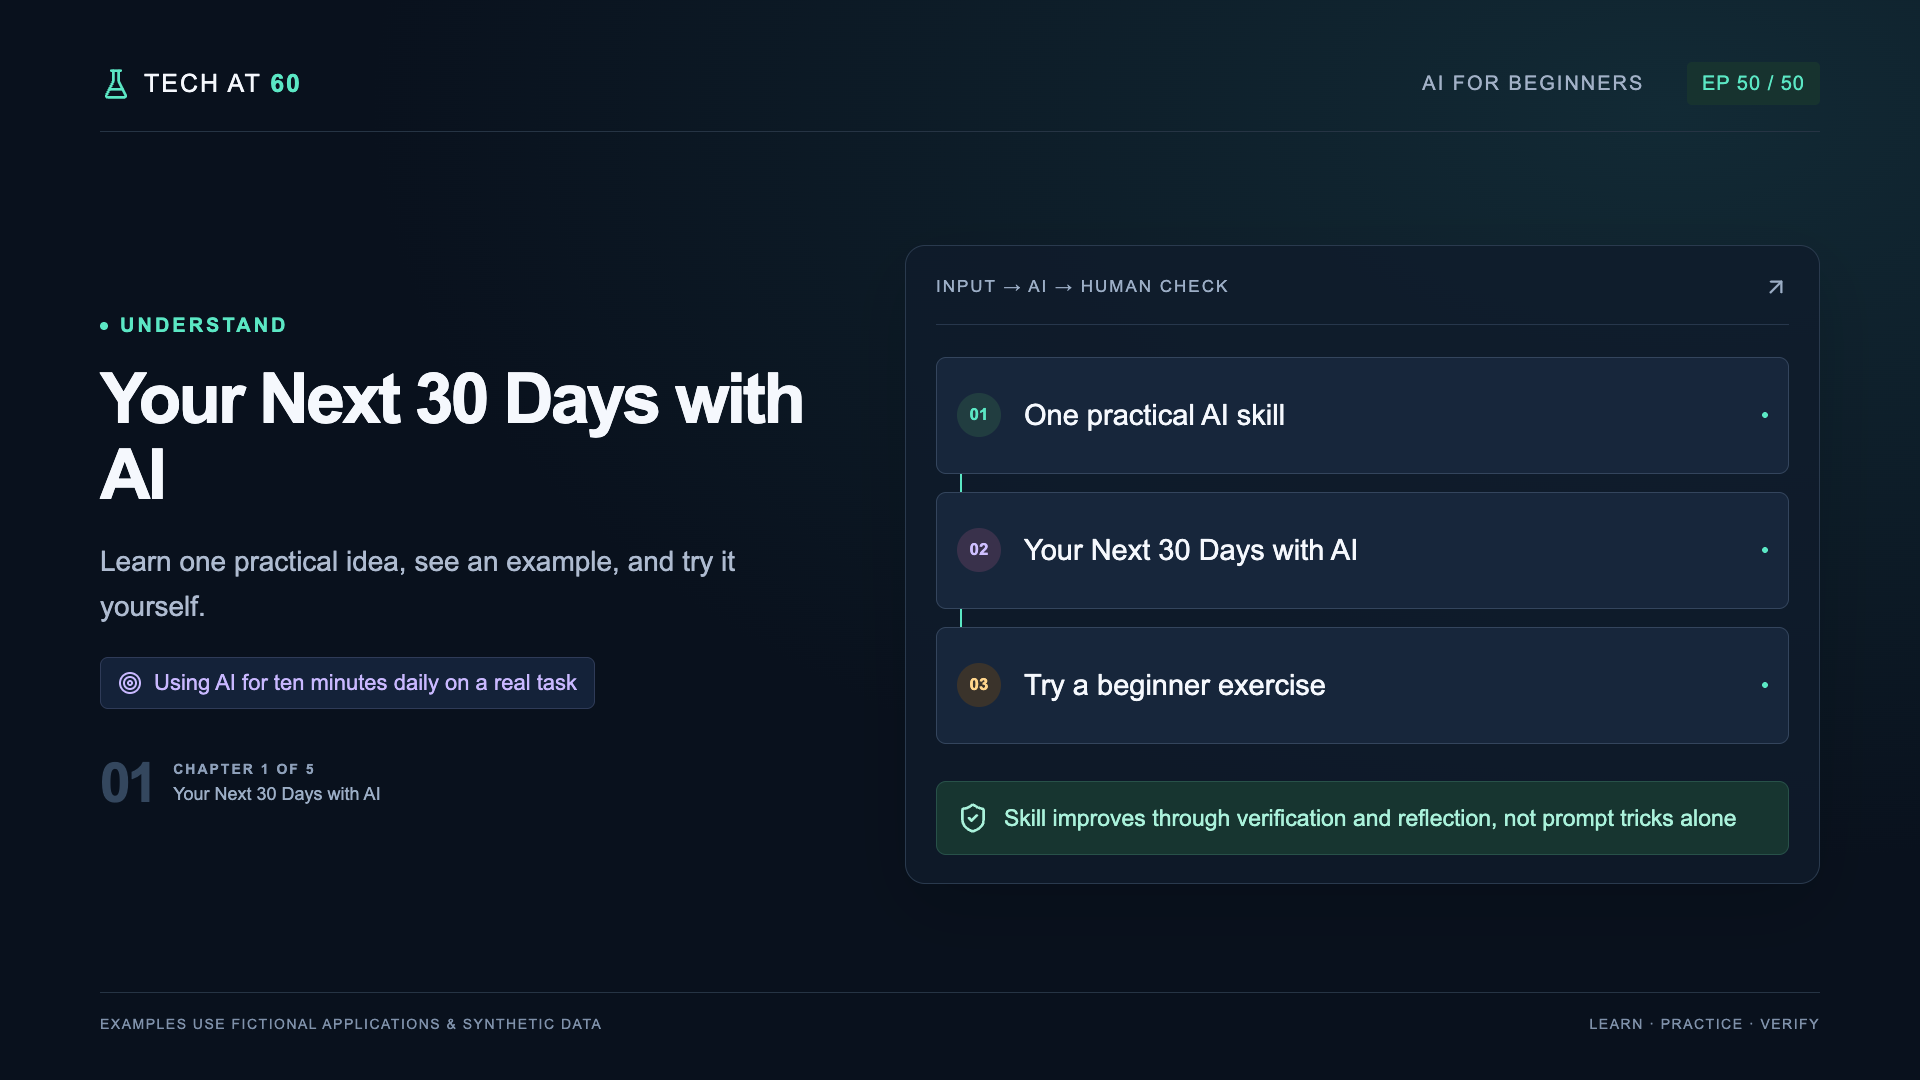 TECH AT 60
AI FOR BEGINNERS
EP 50 / 50
• UNDERSTAND
Your Next 30 Days with
AI
Learn one practical idea, see an example, and try it
yourself.
Using AI for ten minutes daily on a real task
01
CHAPTER 1 OF 5
Your Next 30 Days with AI
INPUT → AI → HUMAN CHECK
01
One practical AI skill
02
Your Next 30 Days with AI
03
Try a beginner exercise
Skill improves through verification and reflection, not prompt tricks alone
EXAMPLES USE FICTIONAL APPLICATIONS & SYNTHETIC DATA
LEARN · PRACTICE · VERIFY